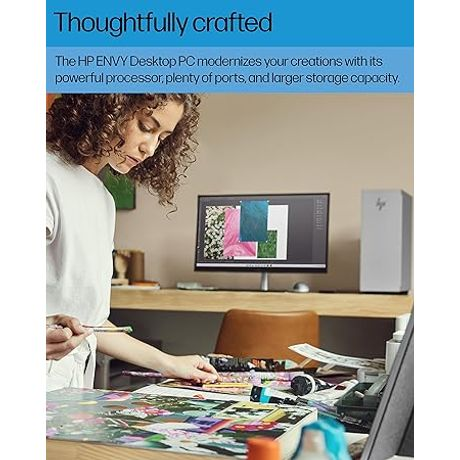 Thoughtfully crafted
The HP ENVY Desktop PC modernizes your creations with its
powerful processor, plenty of ports, and larger storage capacity.
hp